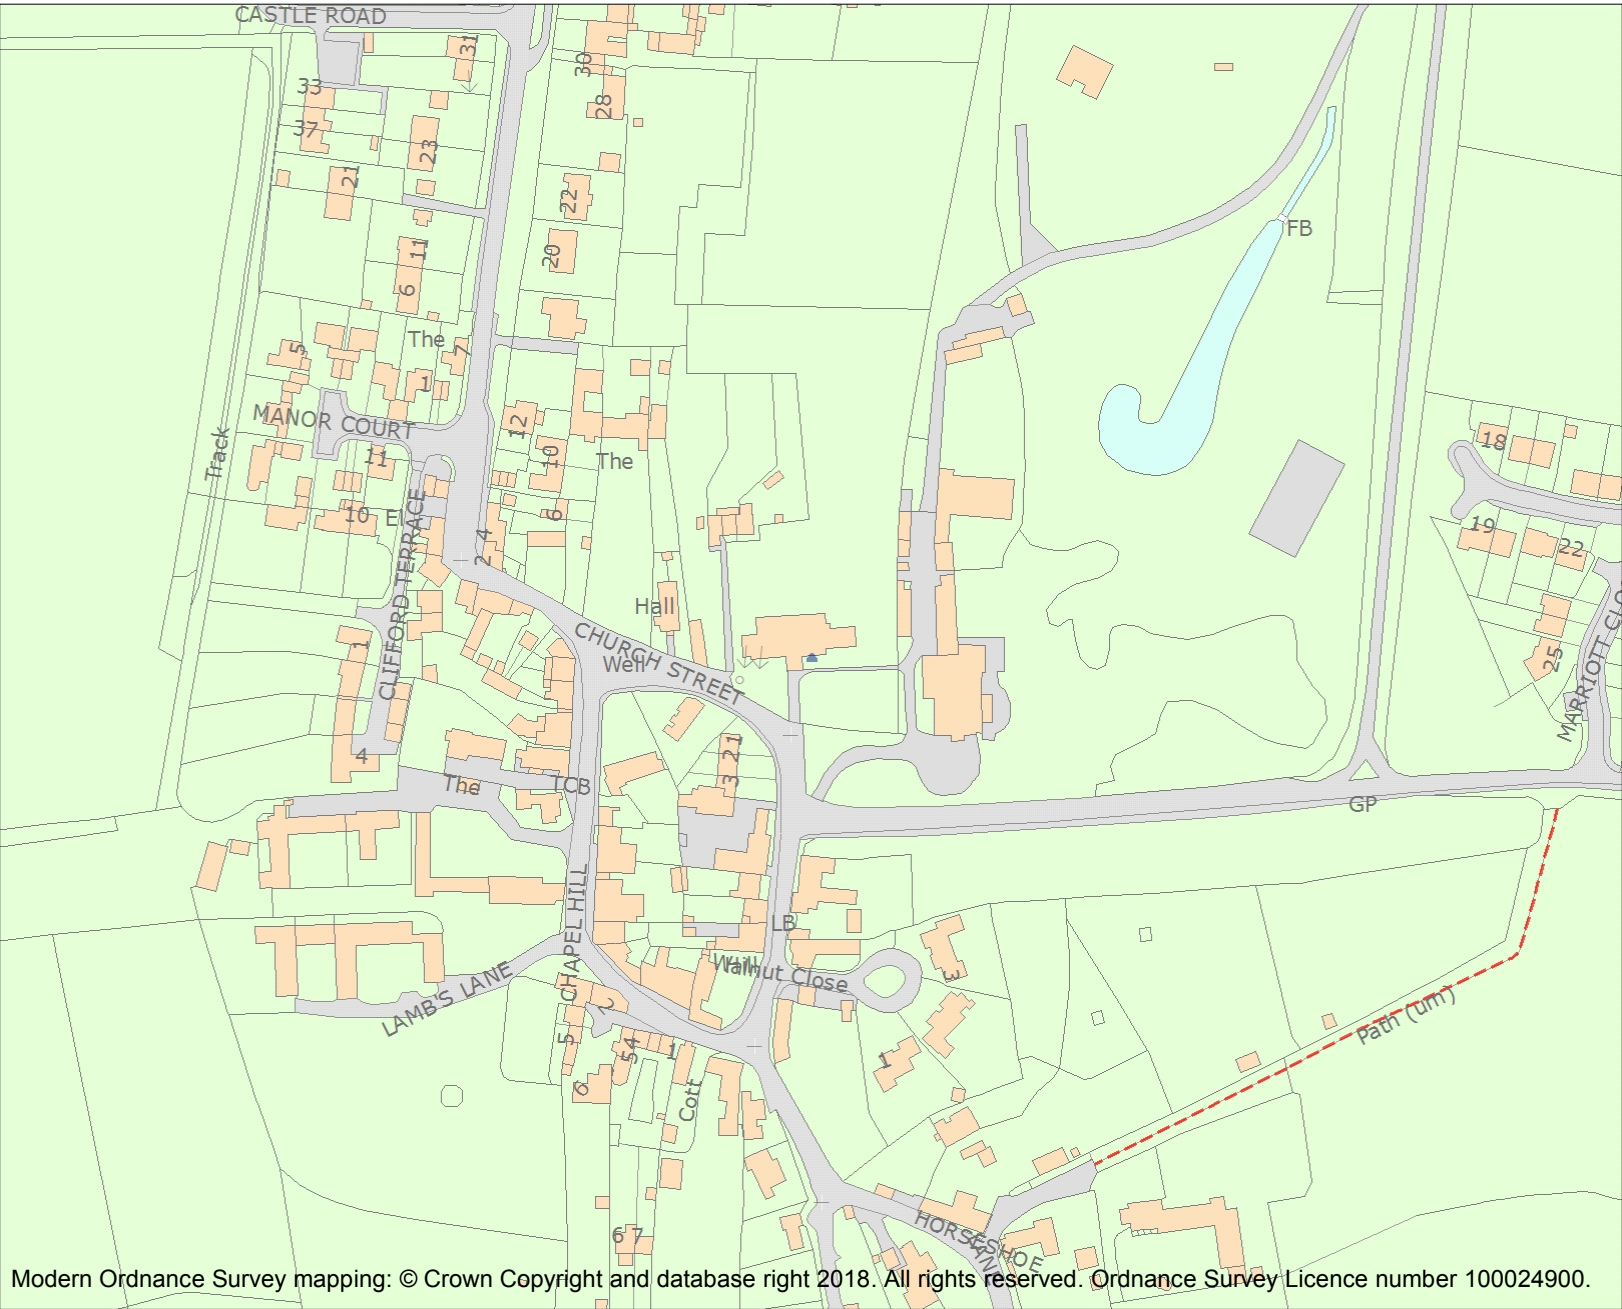 CASTLE ROAD
31
30
33
28
37
23
21
22
11
20
FB
6
The
5
7
1
MANOR COURT
12
18
Track
11
10
The
10
El
6
19
4
22
2
CLIFFORD TERRACE
Hall
1
CHURCH STREET
Well
25
MARRIOTT CLO
21
4
3
The
TCB
GP
CHAPEL HILL
LB
Walnut Close
3
LAMB'S LANE
2
Path (um)
5
54
1
1
6
Cott
HORSESHOE
LANE
6 7
Modern Ordnance Survey mapping: © Crown Copyright and database right 2018. All rights reserved. Ordnance Survey Licence number 100024900.